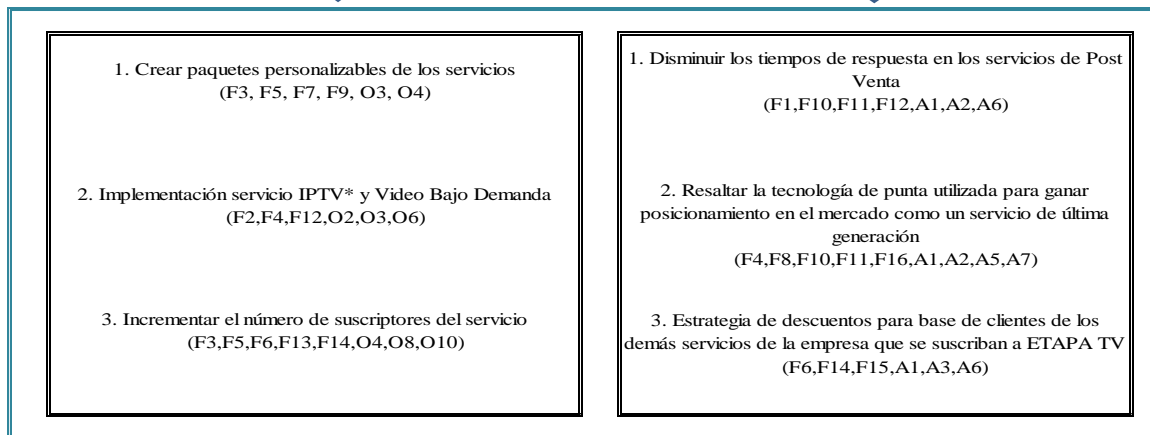 1. Crear paquetes personalizables de los servicios
(F3, F5, F7, F9, O3, O4)
2. Implementación servicio IPTV* y Video Bajo Demanda
(F2,F4,F12,O2,O3,O6)
3. Incrementar el número de suscriptores del servicio
(F3,F5,F6,F13,F14,O4,O8,O10)
1. Disminuir los tiempos de respuesta en los servicios de Post
Venta
(F1,F10,F11,F12,A1,A2,A6)
2. Resaltar la tecnología de punta utilizada para ganar
posicionamiento en el mercado como un servicio de última
generación
(F4,F8,F10,F11,F16,A1,A2,A5,A7)
3. Estrategia de descuentos para base de clientes de los
demás servicios de la empresa que se suscriban a ETAPA TV
(F6,F14,F15,A1,A3,A6)